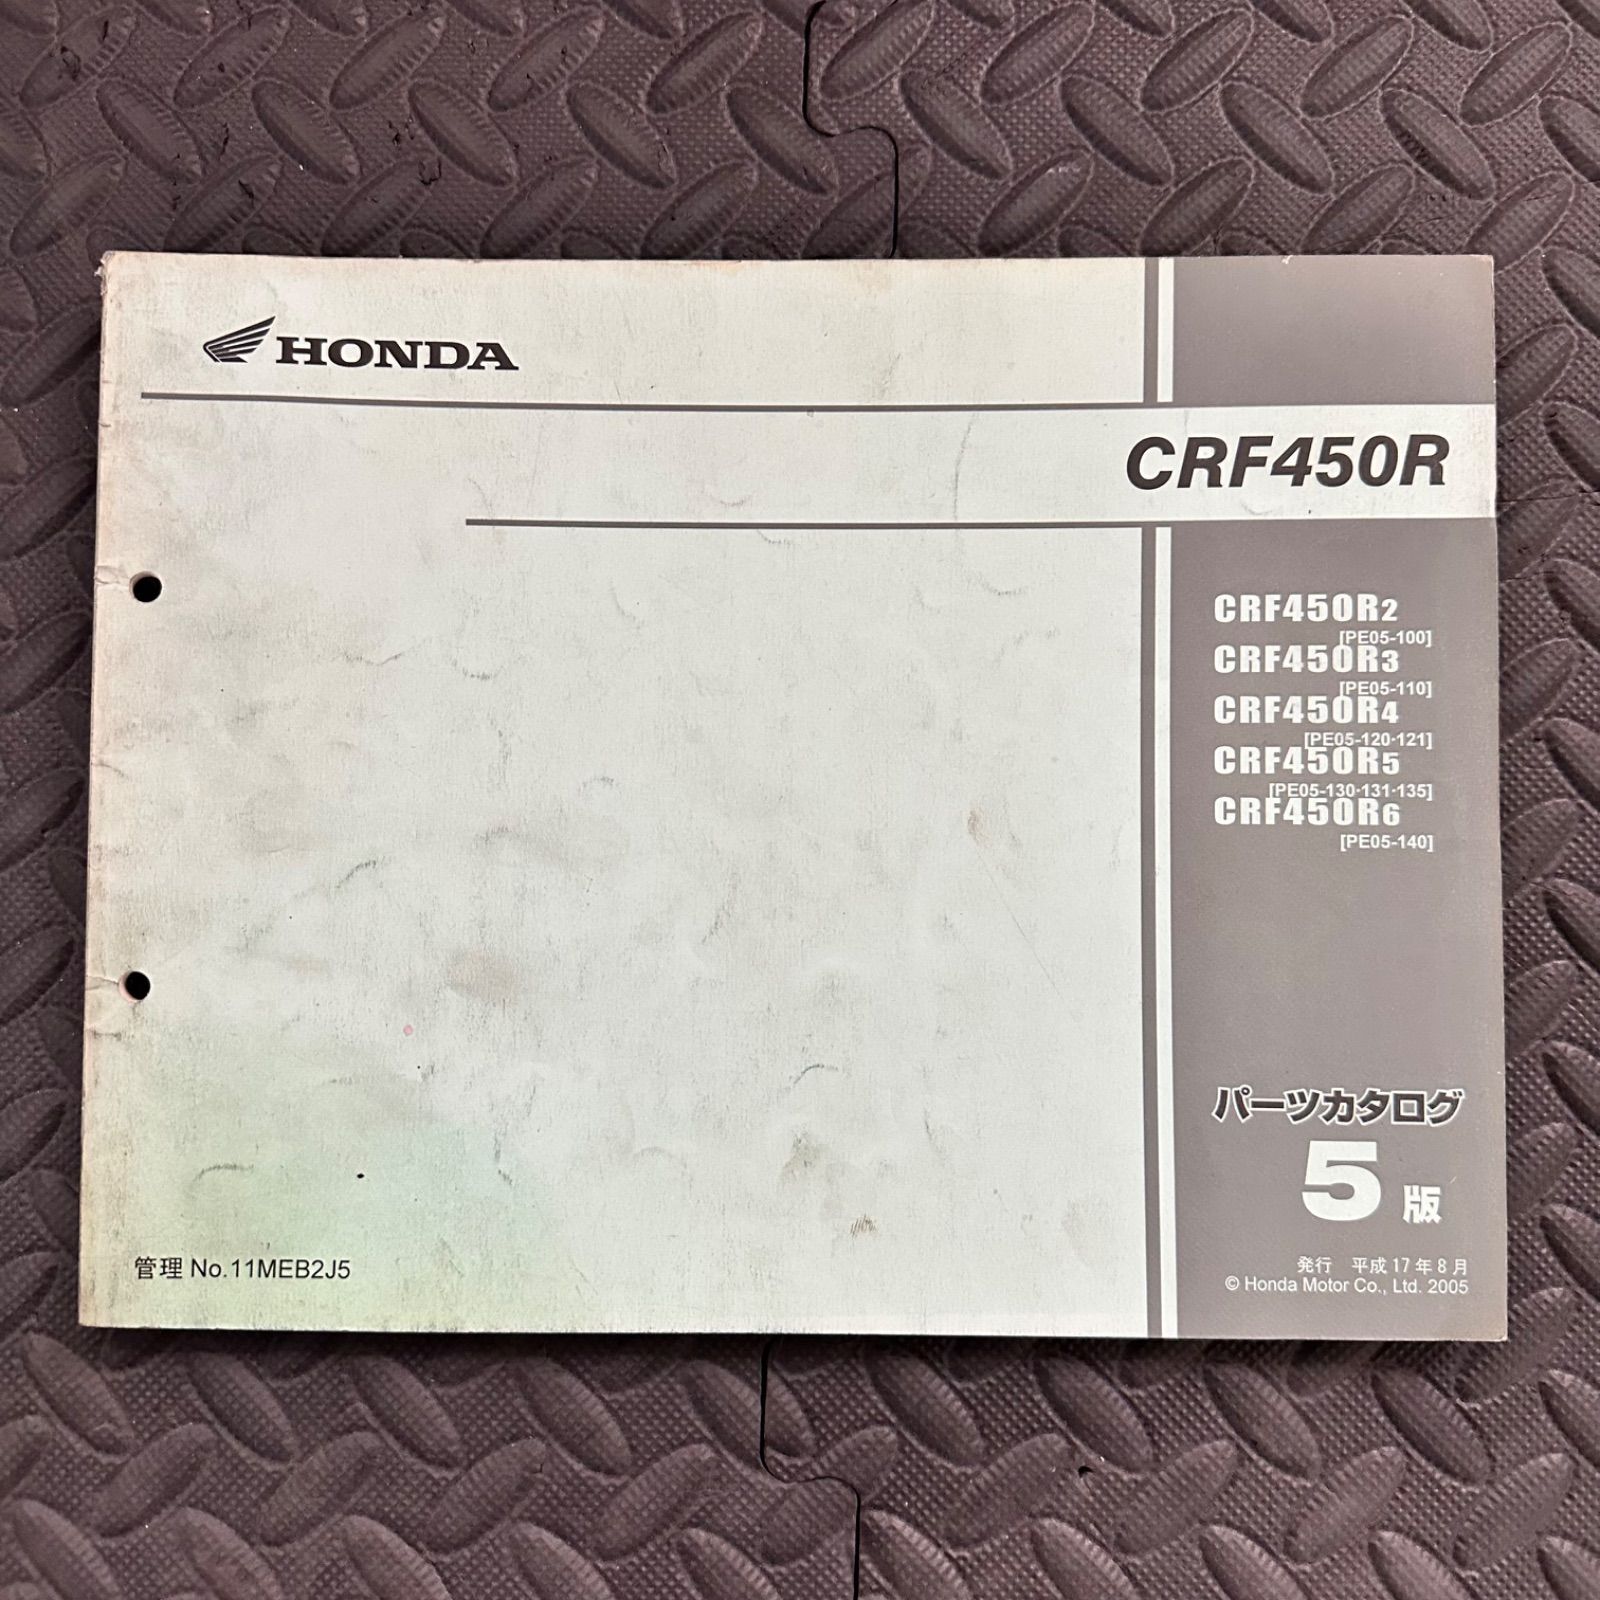 HONDA
CRF450R
CRF450R2
[PE05-100]
CRF450R3
[PE05-110]
CRF450R4
[PE05-120·121]
CRF450R5
[PE05-130·131·135]
CRF450R6
[PE05-140]
パーツカタログ
5版
管理 No.11MEB2J5
発行 平成17年8月
© Honda Motor Co., Ltd. 2005